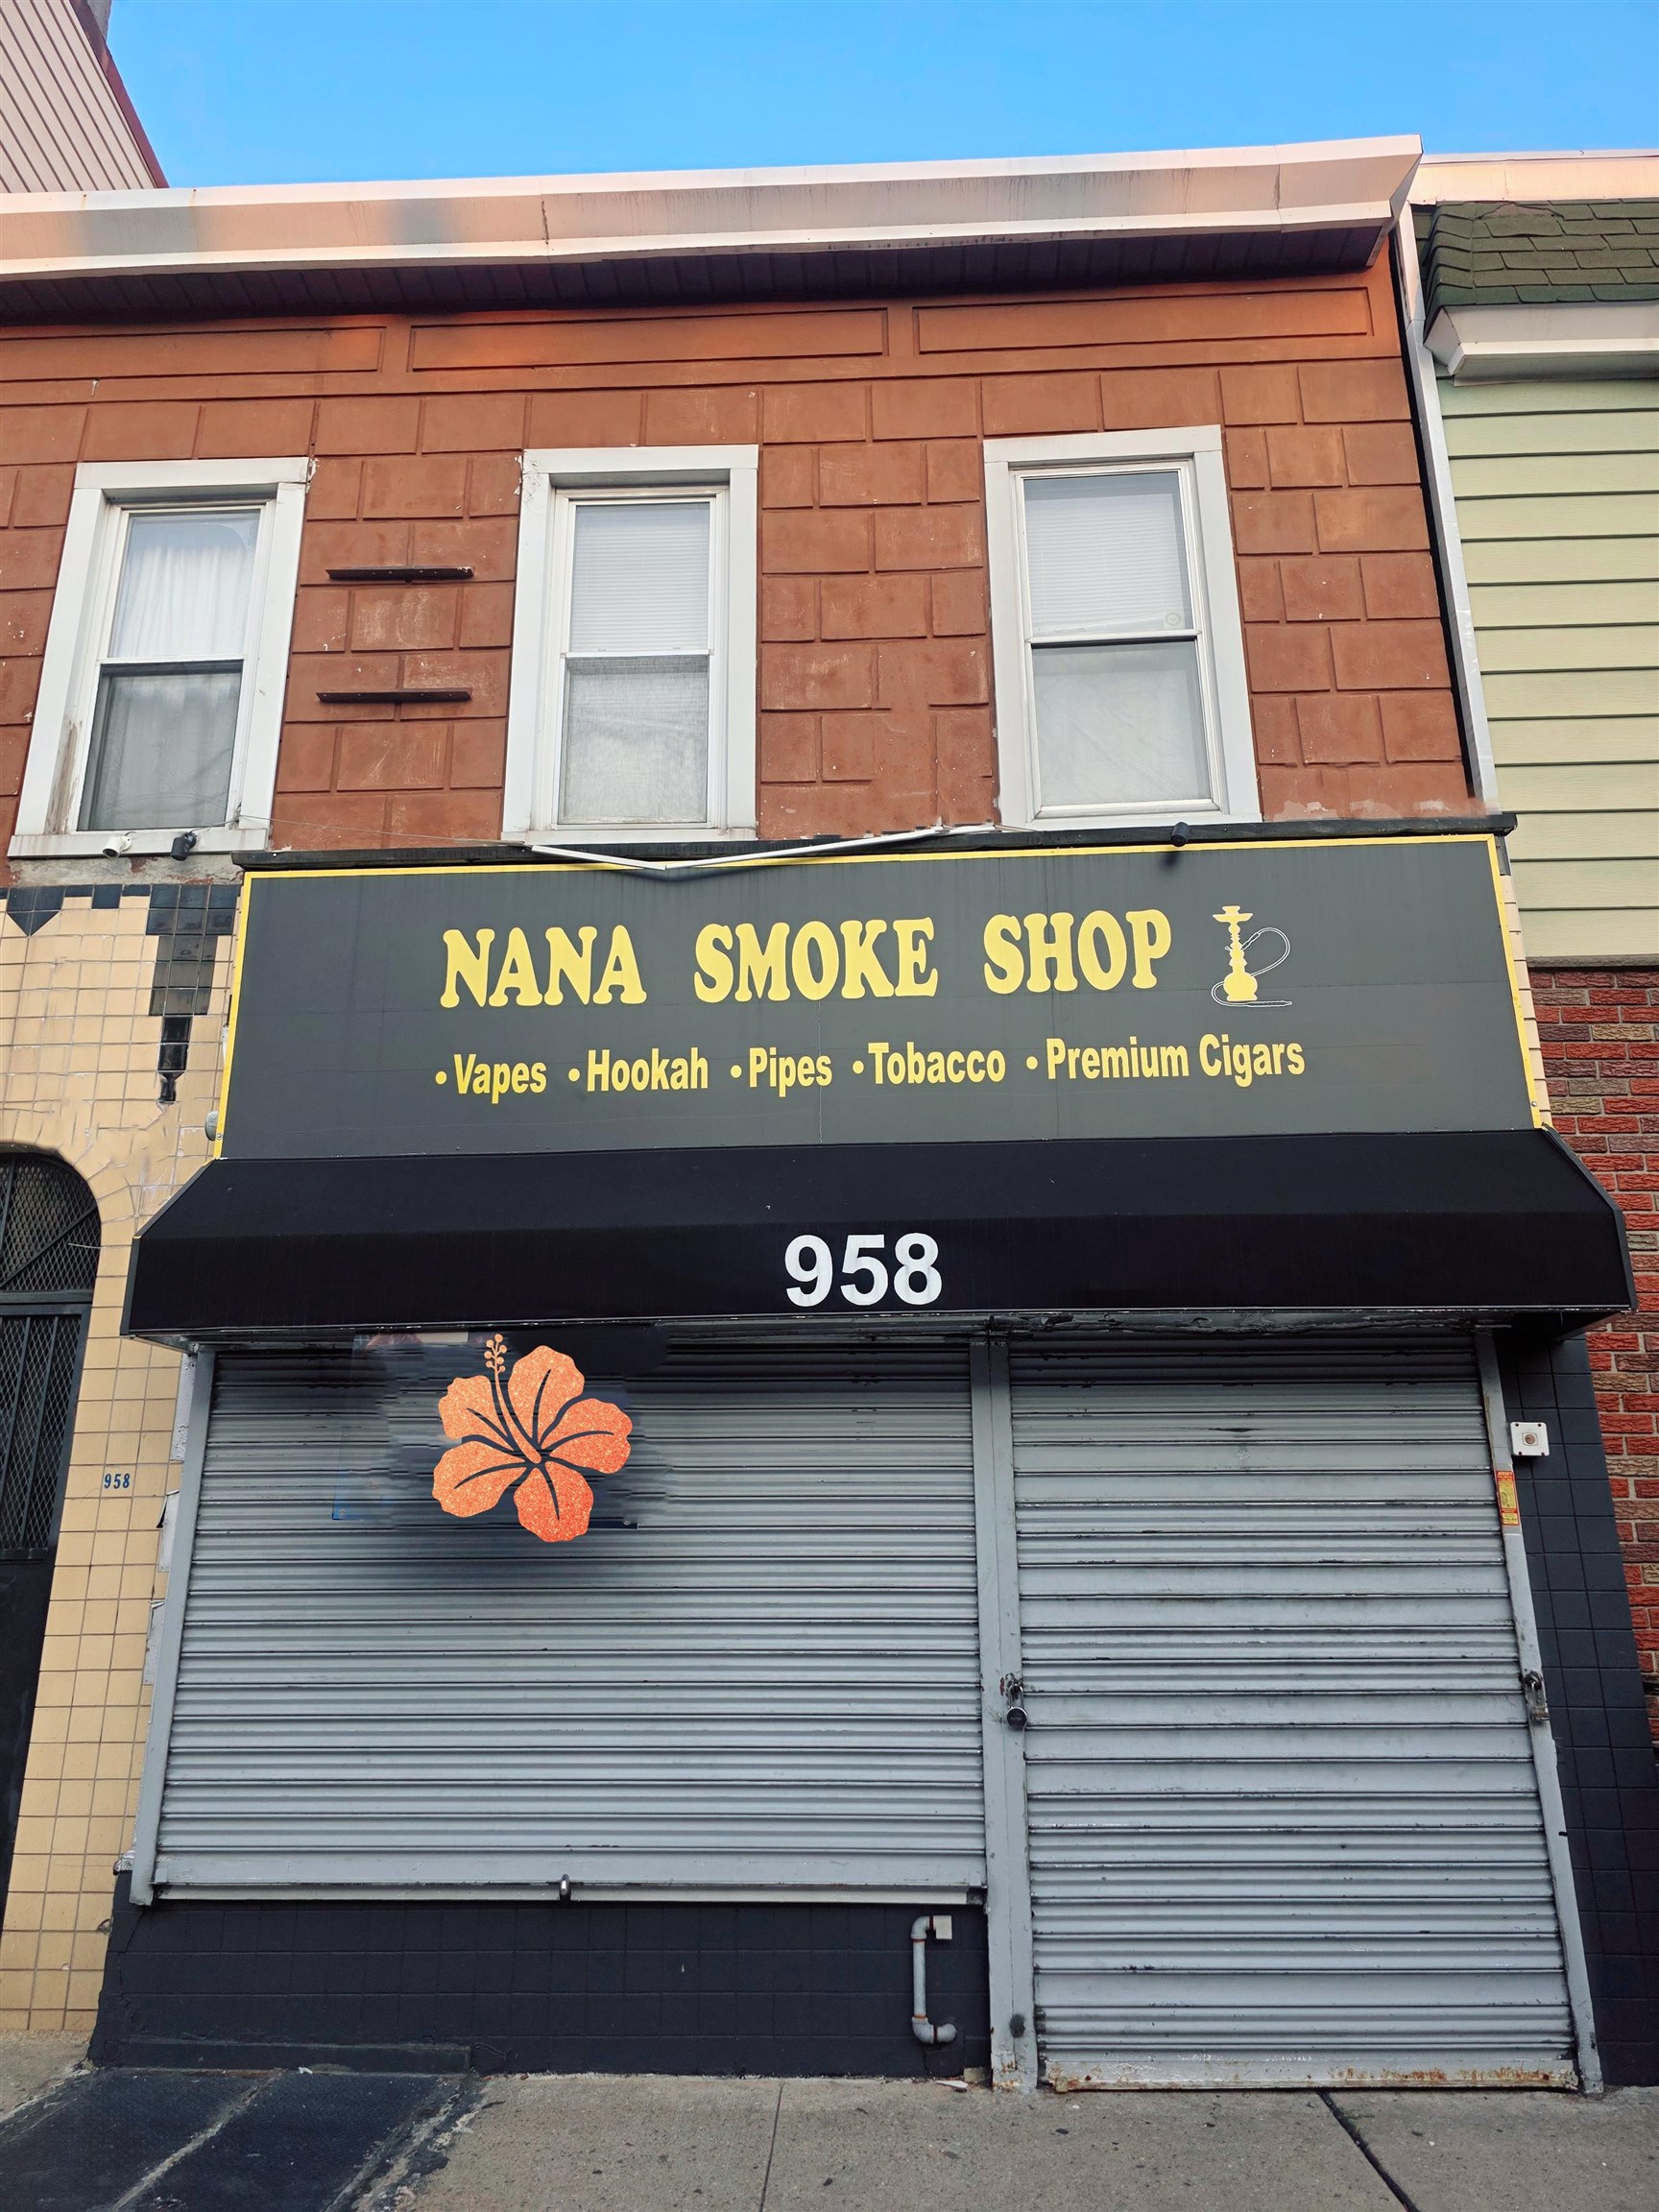 NANA SMOKE SHOP
•Vapes •Hookah •Pipes •Tobacco •Premium Cigars
958
958